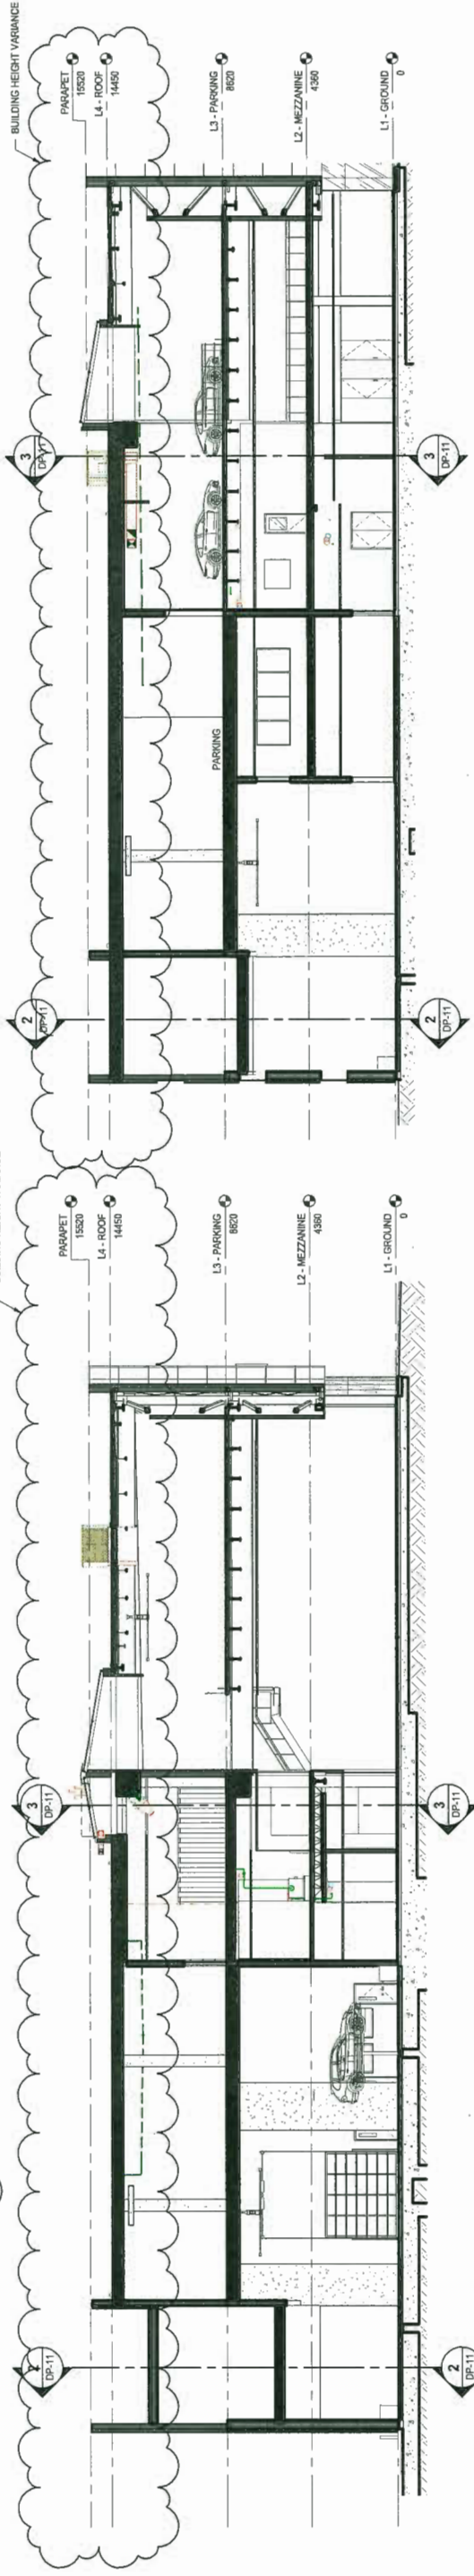 BUILDING HEIGHT VARIANCE
PARAPET
15520
L4 - ROOF
14450
L3 - PARKING
8620
L2 - MEZZANINE
4360
L1 - GROUND
0
3
DP-11
3
DP-11
PARKING
2
DP-11
2
DP-11
PARAPET
15520
L4 - ROOF
14450
L3 - PARKING
8620
L2 - MEZZANINE
4360
L1 - GROUND
0
3
DP-11
3
DP-11
DP-11
2
DP-11